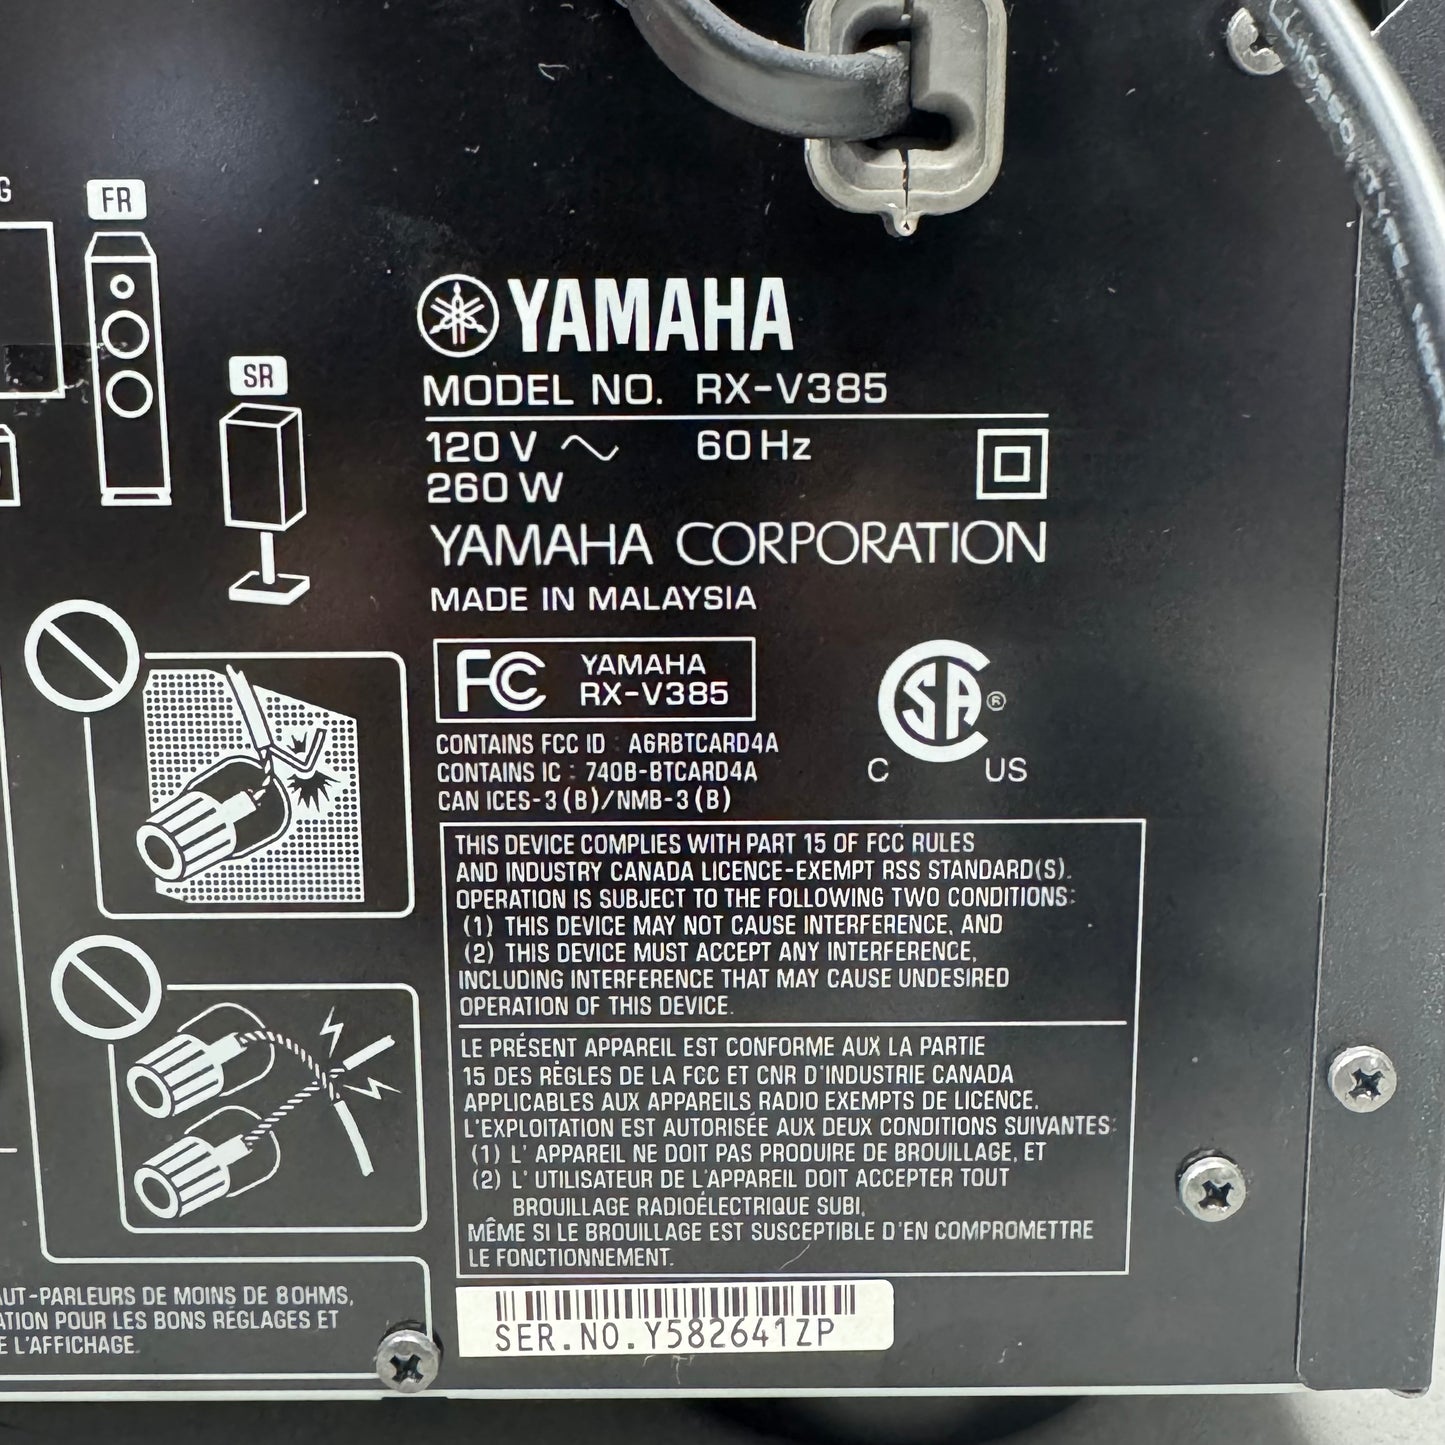 G
FR
SR
YAMAHA
MODEL NO. RX-V385
120 V ~ 60 Hz
260 W
YAMAHA CORPORATION
MADE IN MALAYSIA
FC YAMAHA
RX-V385
CONTAINS FCC ID : A6RBTCARD4A
CONTAINS IC : 740B-BTCARD4A
CAN ICES-3 (B)/NMB-3 (B)
SA ®
C US
THIS DEVICE COMPLIES WITH PART 15 OF FCC RULES
AND INDUSTRY CANADA LICENCE-EXEMPT RSS STANDARD(S).
OPERATION IS SUBJECT TO THE FOLLOWING TWO CONDITIONS:
(1) THIS DEVICE MAY NOT CAUSE INTERFERENCE, AND
(2) THIS DEVICE MUST ACCEPT ANY INTERFERENCE,
INCLUDING INTERFERENCE THAT MAY CAUSE UNDESIRED
OPERATION OF THIS DEVICE.
LE PRÉSENT APPAREIL EST CONFORME AUX LA PARTIE
15 DES RÈGLES DE LA FCC ET CNR D'INDUSTRIE CANADA
APPLICABLES AUX APPAREILS RADIO EXEMPTS DE LICENCE.
L'EXPLOITATION EST AUTORISÉE AUX DEUX CONDITIONS SUIVANTES:
(1) L' APPAREIL NE DOIT PAS PRODUIRE DE BROUILLAGE, ET
(2) L' UTILISATEUR DE L'APPAREIL DOIT ACCEPTER TOUT
BROUILLAGE RADIOÉLECTRIQUE SUBI,
MÊME SI LE BROUILLAGE EST SUSCEPTIBLE D'EN COMPROMETTRE
LE FONCTIONNEMENT.
AUT-PARLEURS DE MOINS DE 8 OHMS,
ATION POUR LES BONS RÉGLAGES ET
E L'AFFICHAGE.
SER.NO.Y582641ZP